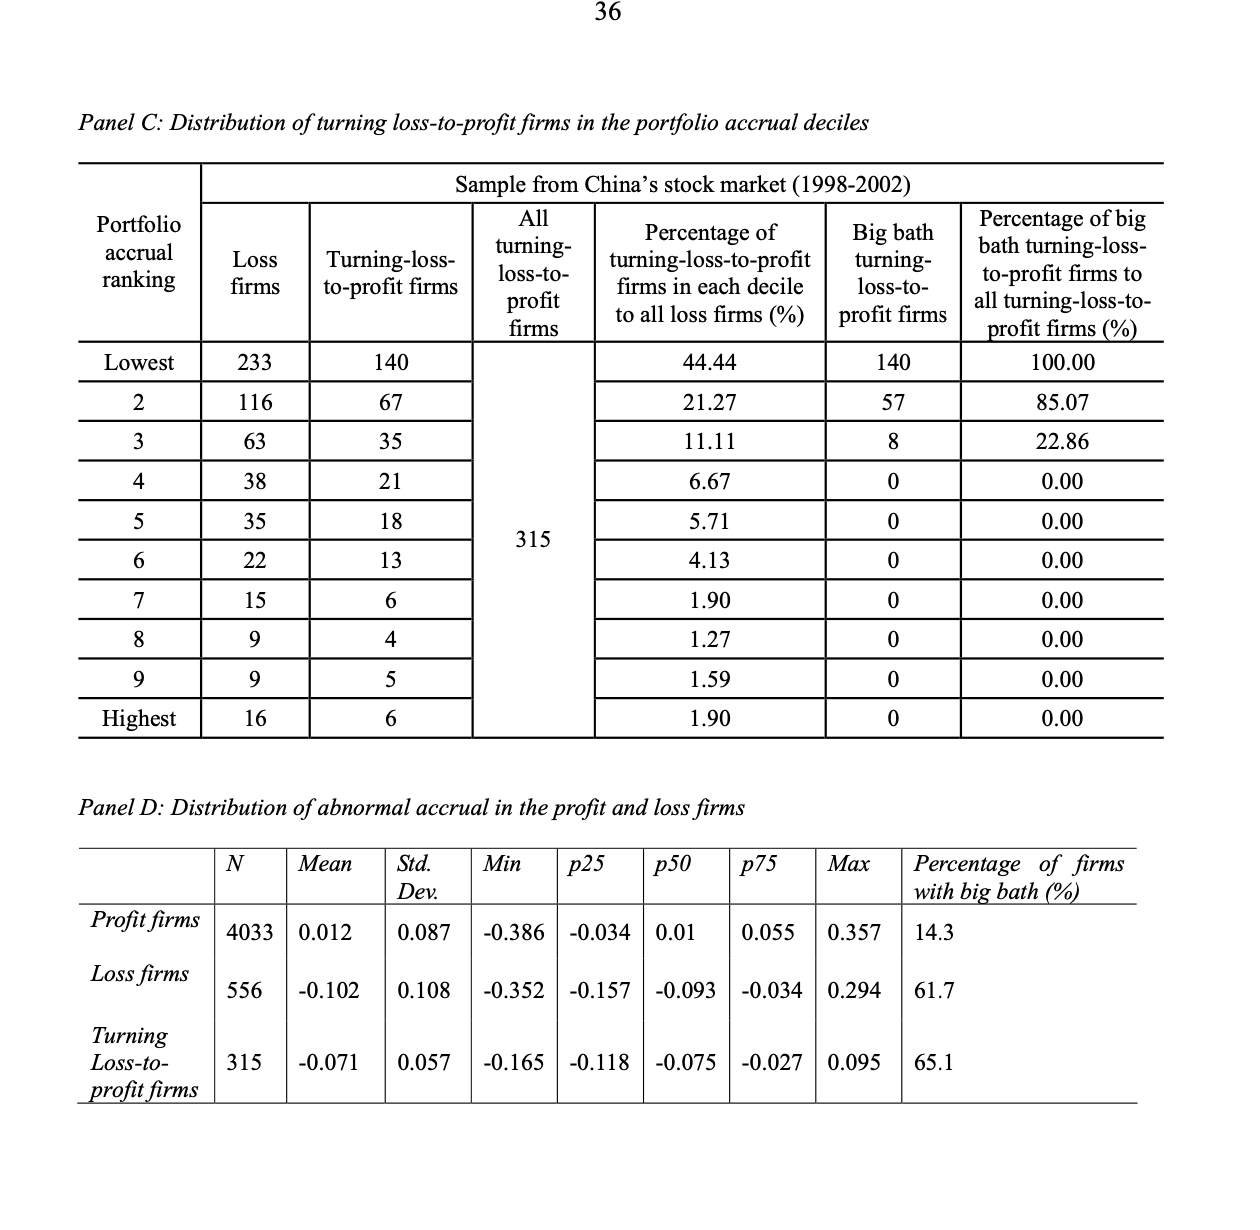 36
Panel C: Distribution of turning loss-to-profit firms in the portfolio accrual deciles
Sample from China’s stock market (1998-2002)
Portfolio
accrual
ranking
Loss
firms
Turning-loss-
to-profit firms
All
turning-
loss-to-
profit
firms
Percentage of
turning-loss-to-profit
firms in each decile
to all loss firms (%)
Big bath
turning-
loss-to-
profit firms
Percentage of big
bath turning-loss-
to-profit firms to
all turning-loss-to-
profit firms (%)
Lowest 233 140 44.44 140 100.00
2 116 67 21.27 57 85.07
3 63 35 11.11 8 22.86
4 38 21 6.67 0 0.00
5 35 18 5.71 0 0.00
315
6 22 13 4.13 0 0.00
7 15 6 1.90 0 0.00
8 9 4 1.27 0 0.00
9 9 5 1.59 0 0.00
Highest 16 6 1.90 0 0.00
Panel D: Distribution of abnormal accrual in the profit and loss firms
N Mean Std. Min p25 p50 p75 Max Percentage of firms
Dev. with big bath (%)
Profit firms
4033 0.012 0.087 -0.386 -0.034 0.01 0.055 0.357 14.3
Loss firms
556 -0.102 0.108 -0.352 -0.157 -0.093 -0.034 0.294 61.7
Turning
Loss-to- 315 -0.071 0.057 -0.165 -0.118 -0.075 -0.027 0.095 65.1
profit firms